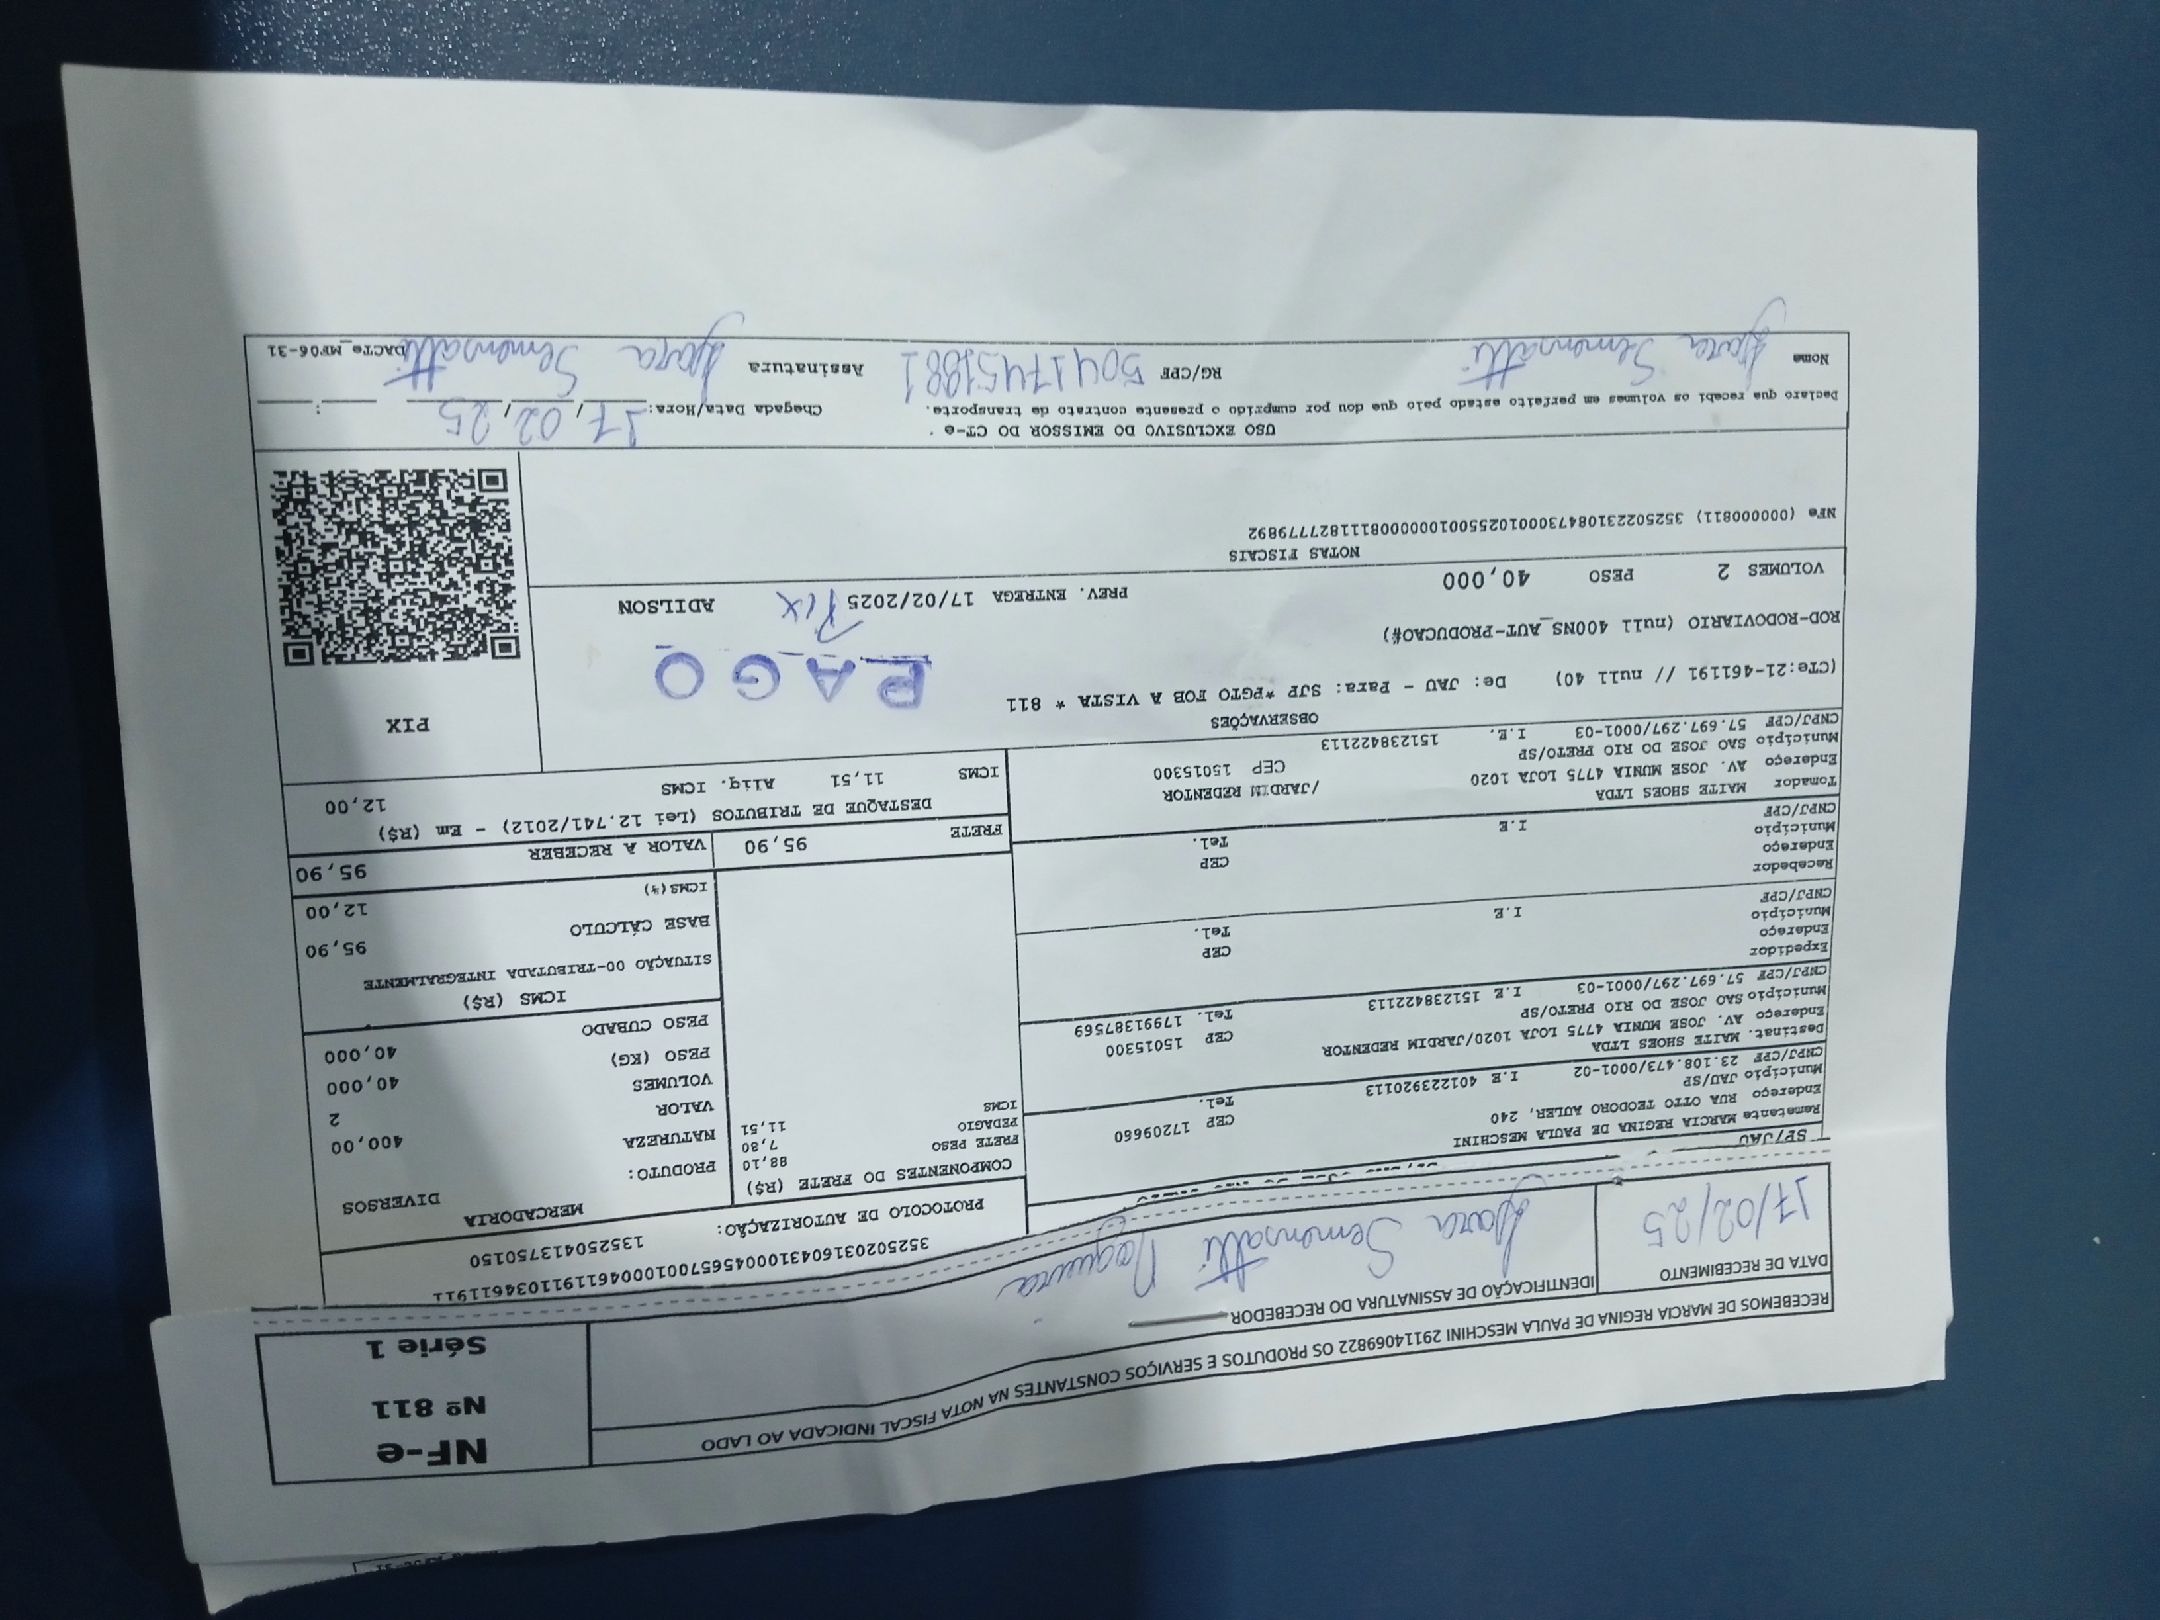 RECEBEMOS DE MARCIA REGINA DE PAULA MESCHINI 29114069822 OS PRODUTOS E SERVIÇOS CONSTANTES NA NOTA FISCAL INDICADA AO LADO
NF-e
Nº 811
Série 1
DATA DE RECEBIMENTO
17/02/25
IDENTIFICAÇÃO DE ASSINATURA DO RECEBEDOR
Semensatti Nogueira
PROTOCOLO DE AUTORIZAÇÃO:
135250413750150
SP/JAU
Remetente MARCIA REGINA DE PAULA MESCHINI
Endereço RUA OTTO TEODORO AULER, 240 CEP 17209660
Município JAU/SP Tel.
CNPJ/CPF 23.108.473/0001-02 I.E 401223920113
Destinat. MAITE SHOES LTDA
Endereço AV. JOSE MUNIA 4775 LOJA 1020/JARDIM REDENTOR CEP 15015300
Município SAO JOSE DO RIO PRETO/SP Tel. 17991387569
CNPJ/CPF 57.697.297/0001-03 I.E 151238422113
Expedidor
Endereço CEP
Município Tel.
CNPJ/CPF I.E
Recebedor
Endereço CEP
Município Tel.
CNPJ/CPF I.E
Tomador MAITE SHOES LTDA
Endereço AV. JOSE MUNIA 4775 LOJA 1020 /JARDIM REDENTOR
Município SAO JOSE DO RIO PRETO/SP CEP 15015300
CNPJ/CPF 57.697.297/0001-03 I.E. 151238422113
COMPONENTES DO FRETE (R$)
FRETE PESO 88,10
PEDAGIO 7,80
ICMS 11,51
MERCADORIA
PRODUTO: DIVERSOS
NATUREZA
VALOR 400,00
VOLUMES 2
PESO (KG) 40,000
PESO CUBADO 40,000
ICMS (R$)
SITUAÇÃO 00-TRIBUTADA INTEGRALMENTE
BASE CÁLCULO 95,90
ICMS(%) 12,00
FRETE 95,90
VALOR A RECEBER 95,90
DESTAQUE DE TRIBUTOS (Lei 12.741/2012) - Em (R$)
ICMS 11,51 Aliq. ICMS 12,00
OBSERVAÇÕES
(CTe:21-461191 // null 40) De: JAU - Para: SJP *PGTO FOB A VISTA * 811
PAGO
Pix
PIX
ROD-RODOVIARIO (null 400NS_AUT-PRODUCAO#)
VOLUMES 2 PESO 40,000 PREV. ENTREGA 17/02/2025 ADILSON
NOTAS FISCAIS
NFe (000000811)
USO EXCLUSIVO DO EMISSOR DO CT-e
Declaro que recebi os volumes em perfeito estado pelo que dou por cumprido o presente contrato de transporte. Chegada Data/Hora: 17/02/25 :
Nome Semensatti RG/CPF 50417451881 Assinatura Semensatti
DACTe_MF06-31